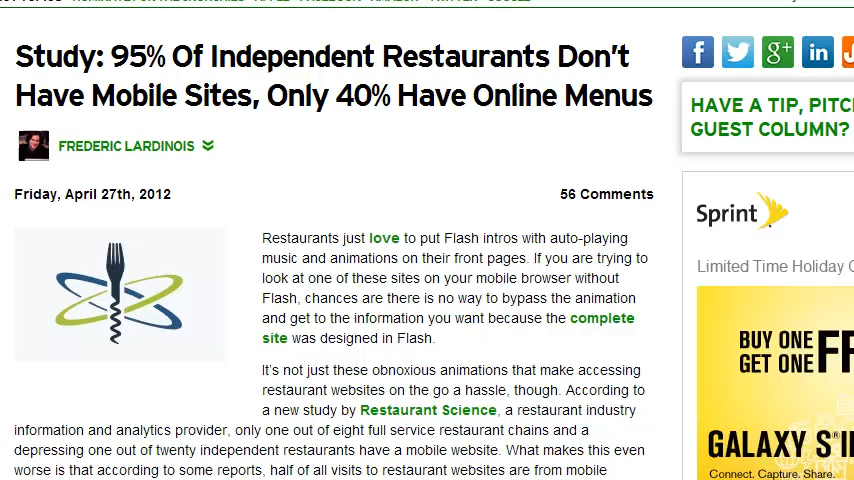 Study: 95% Of Independent Restaurants Don't
Have Mobile Sites, Only 40% Have Online Menus
FREDERIC LARDINOIS
Friday, April 27th, 2012
56 Comments
Restaurants just love to put Flash intros with auto-playing
music and animations on their front pages. If you are trying to
look at one of these sites on your mobile browser without
Flash, chances are there is no way to bypass the animation
and get to the information you want because the complete
site was designed in Flash.
It's not just these obnoxious animations that make accessing
restaurant websites on the go a hassle, though. According to
a new study by Restaurant Science, a restaurant industry
information and analytics provider, only one out of eight full service restaurant chains and a
depressing one out of twenty independent restaurants have a mobile website. What makes this even
worse is that according to some reports, half of all visits to restaurant websites are from mobile
f
g+
in
HAVE A TIP, PITC
GUEST COLUMN?
Sprint
Limited Time Holiday
BUY ONE
GET ONE FR
GALAXY S III
Connect. Capture. Share.